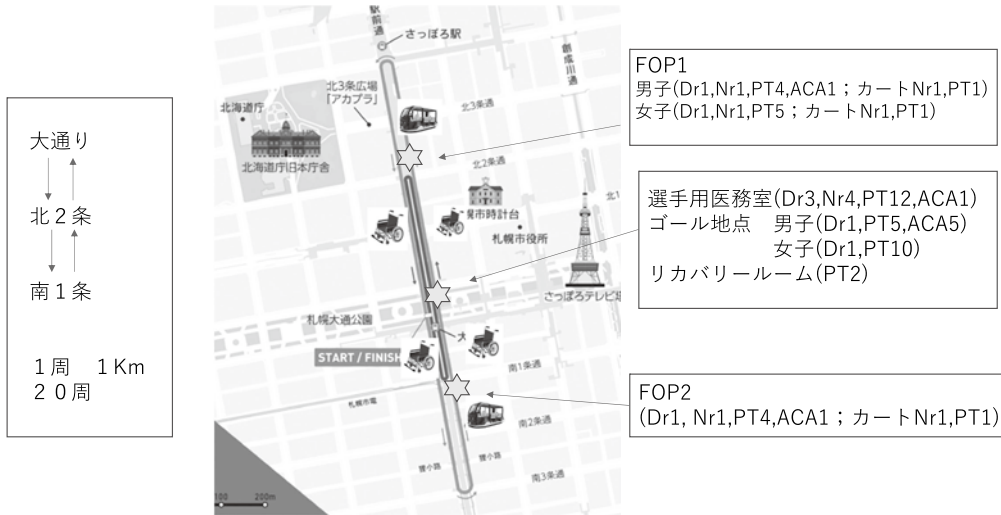 大通り
北２条
南１条
１周　１Km
２０周
駅前通
さっぽろ駅
創成川通
北3条広場
「アカプラ」
北海道庁
北3条通
北海道庁旧本庁舎
北2条通
北1
市時計台
札幌市役所
さっぽろテレビ塔
札幌大通公園
大
START / FINISH
南1条通
札幌市電
南2条通
狸小路
狸小路
南3条通
100 200m
FOP1
男子(Dr1,Nr1,PT4,ACA1；カートNr1,PT1)
女子(Dr1,Nr1,PT5；カートNr1,PT1)
選手用医務室(Dr3,Nr4,PT12,ACA1)
ゴール地点　男子(Dr1,PT5,ACA5)
女子(Dr1,PT10)
リカバリールーム(PT2)
FOP2
(Dr1, Nr1,PT4,ACA1；カートNr1,PT1)